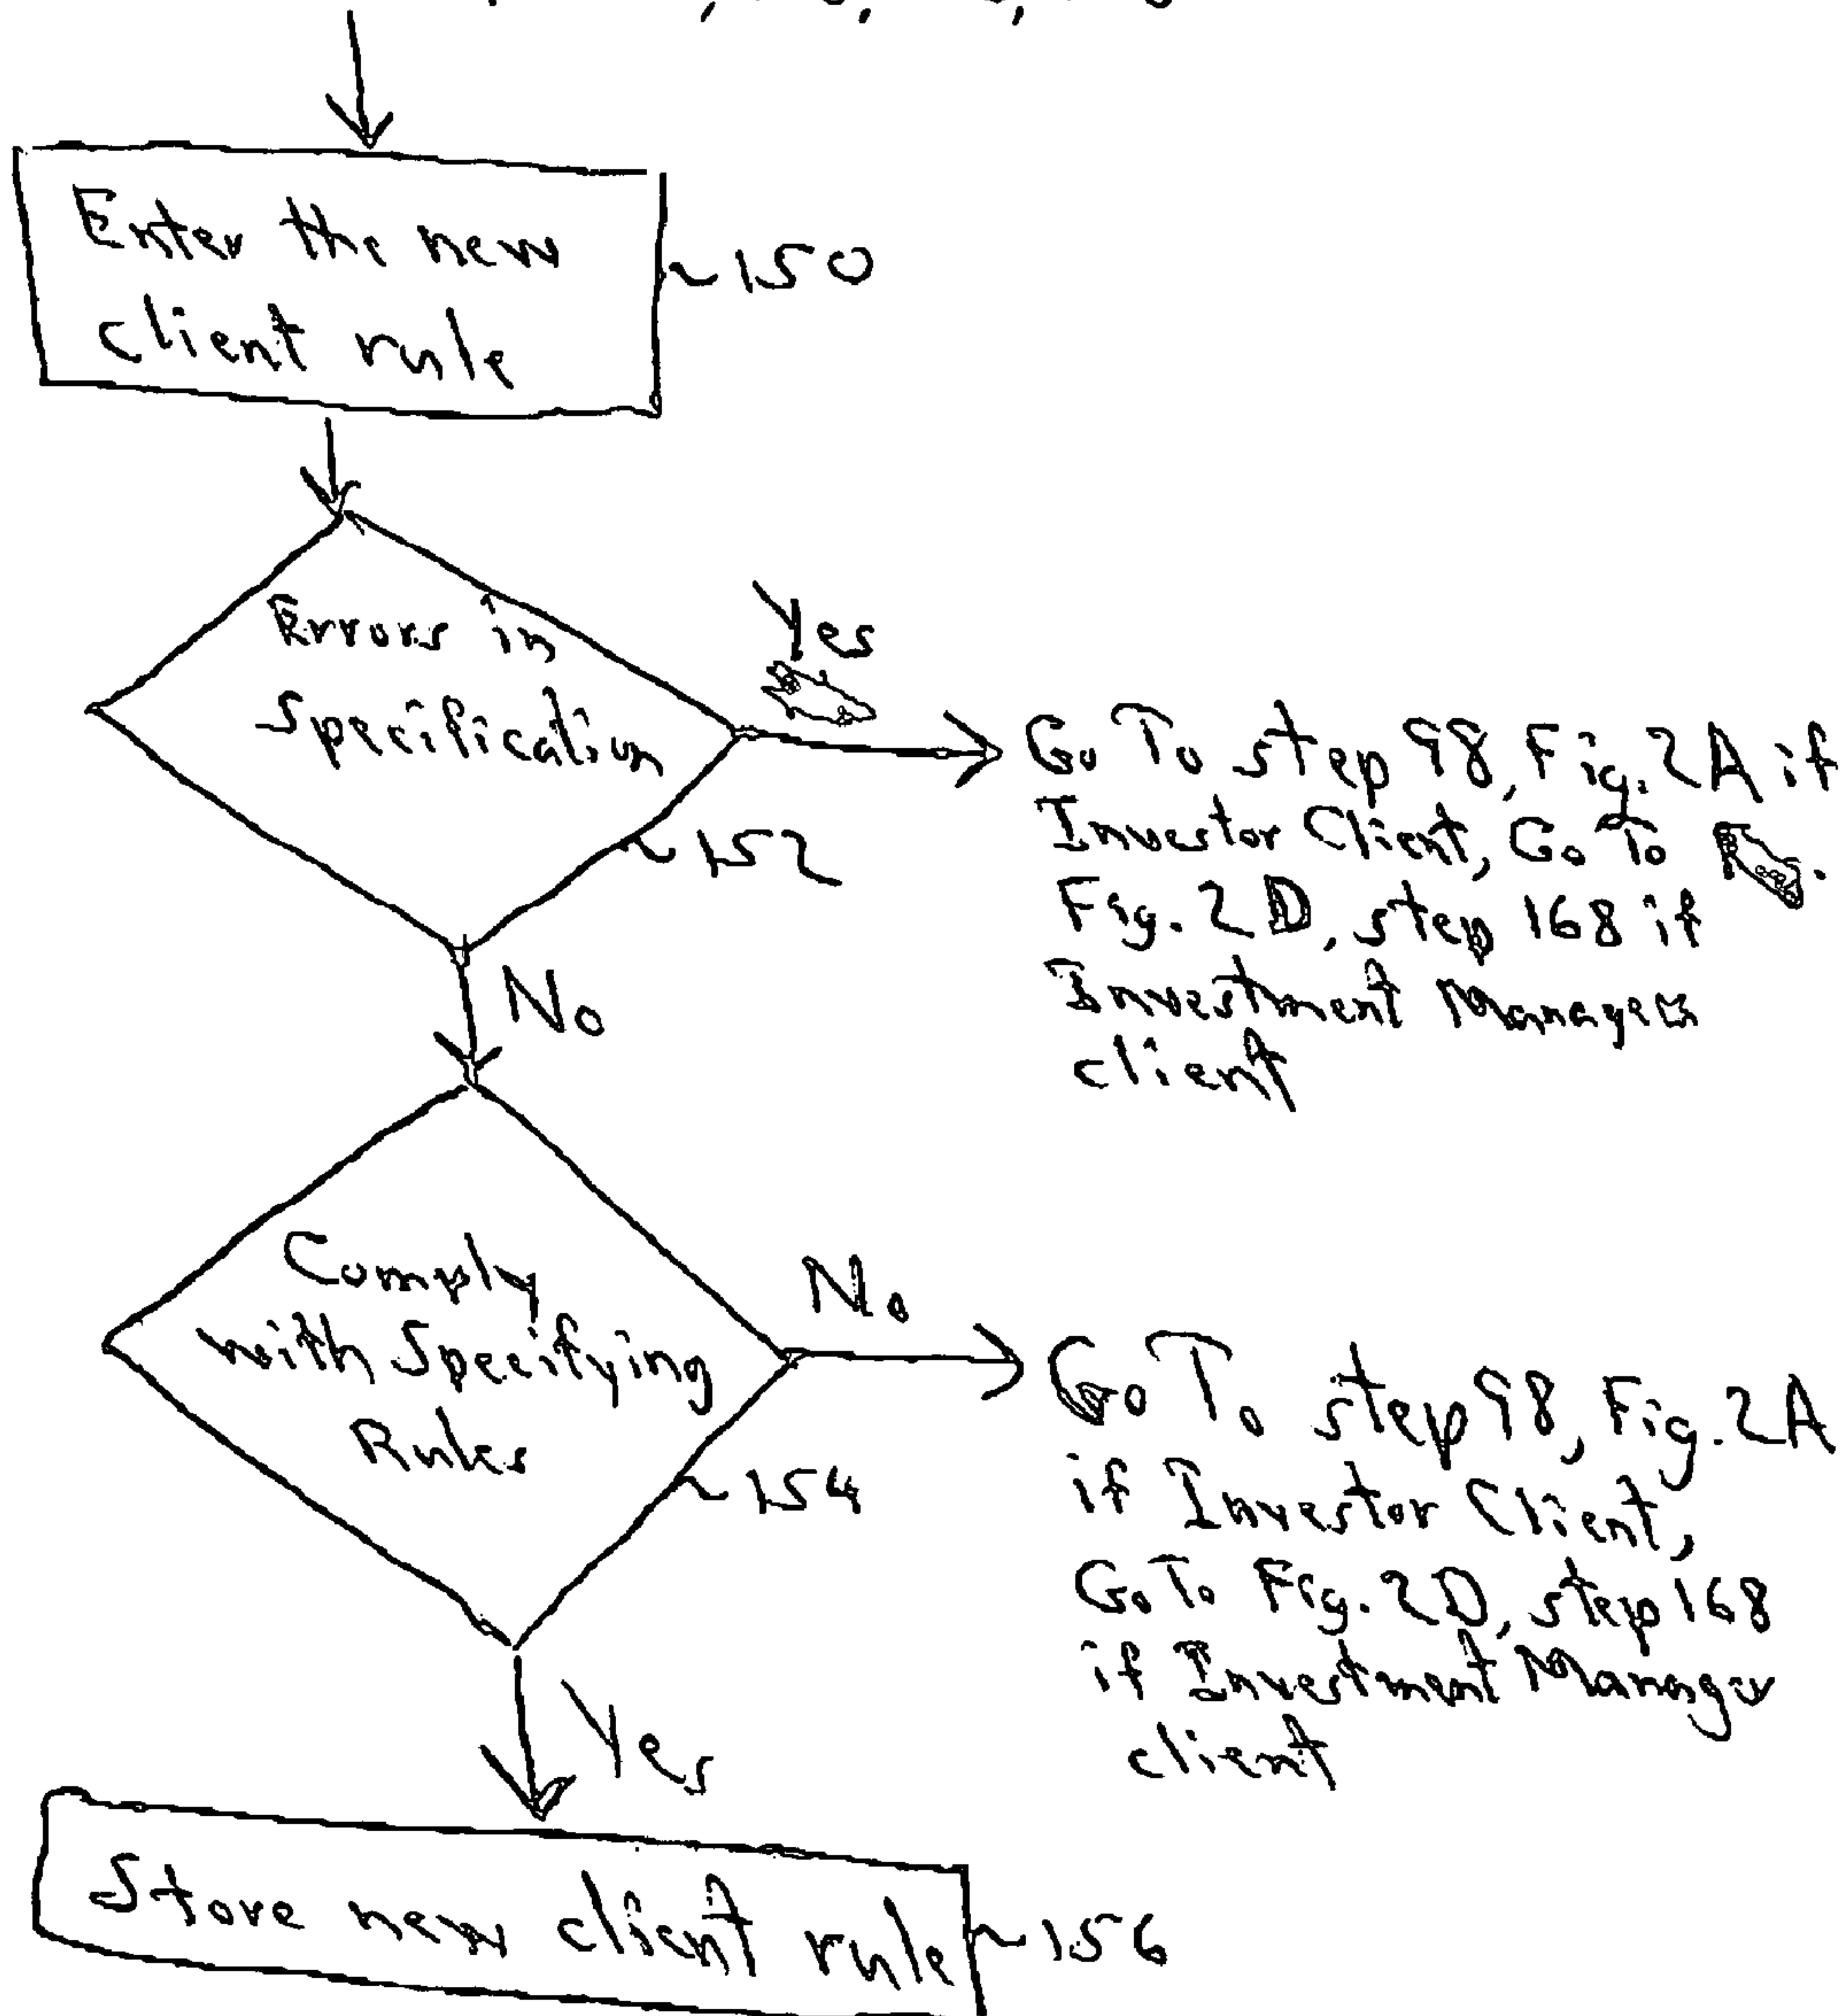 Enter the new
client rule
~150
Errors in
Specification
Yes
Go To step 98, Fig. 2A if
Investor Client, Go To
Fig. 2D, step 168 if
Investment Manager
client
~152
No
Comply
with Specifying
Rules
No
Go To step 98, Fig. 2A
if Investor Client,
Go To Fig. 2D, step 168
if Investment Manager
client
~154
Yes
Store new client rule
~156